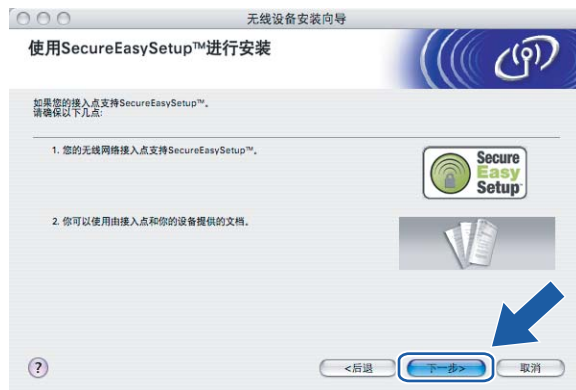 无线设备安装向导
使用SecureEasySetup™进行安装
如果您的接入点支持SecureEasySetup™。
请确保以下几点:
1. 您的无线网络接入点支持SecureEasySetup™。
Secure
Easy
Setup™
2. 你可以使用由接入点和你的设备提供的文档。
?
<后退
下一步>
取消